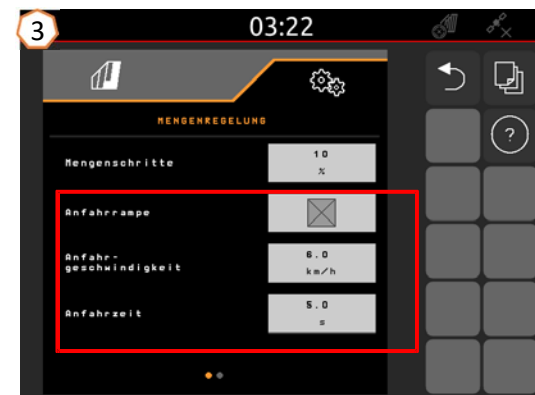 3
03:22
MENGENREGELUNG
Mengenschritte
10
%
Anfahrrampe
Anfahr-
geschwindigkeit
6.0
km/h
Anfahrzeit
5.0
s
?